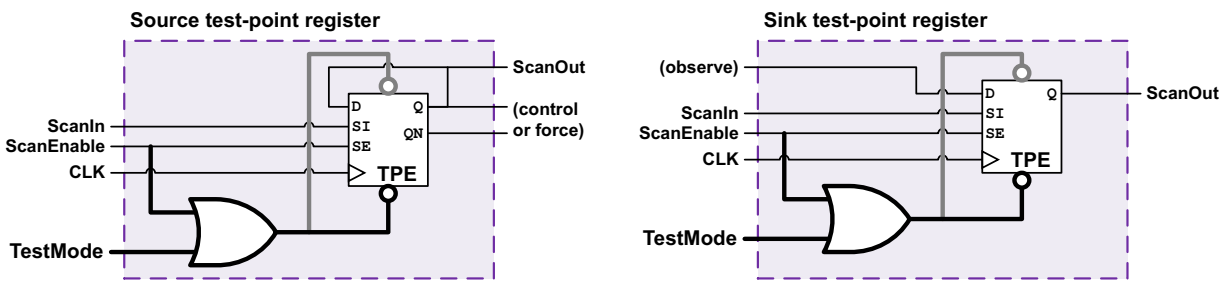 Source test-point register
ScanOut
D
Q
(control
or force)
ScanIn
SI
QN
ScanEnable
SE
CLK
TPE
TestMode
Sink test-point register
(observe)
D
Q
ScanOut
ScanIn
SI
ScanEnable
SE
CLK
TPE
TestMode